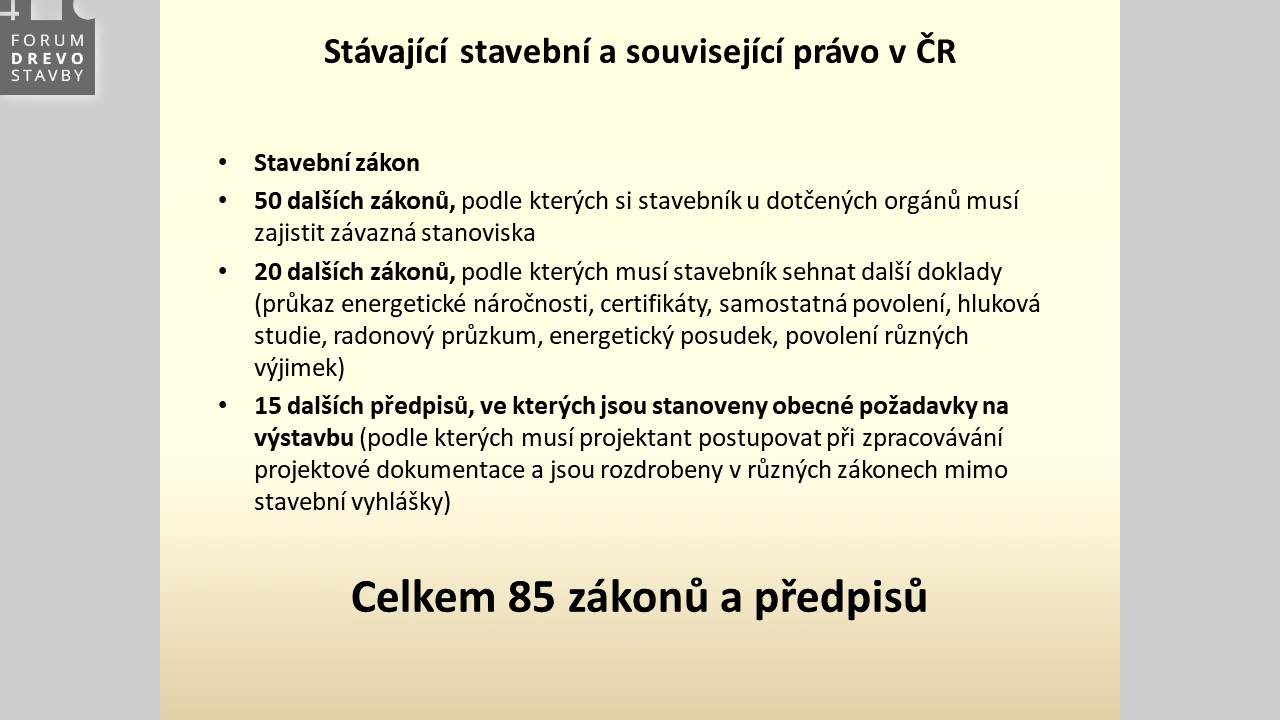 FORUM
DREVO
STAVBY
Stávající stavební a související právo v ČR
• Stavební zákon
• 50 dalších zákonů, podle kterých si stavebník u dotčených orgánů musí
zajistit závazná stanoviska
• 20 dalších zákonů, podle kterých musí stavebník sehnat další doklady
(průkaz energetické náročnosti, certifikáty, samostatná povolení, hluková
studie, radonový průzkum, energetický posudek, povolení různých
výjimek)
• 15 dalších předpisů, ve kterých jsou stanoveny obecné požadavky na
výstavbu (podle kterých musí projektant postupovat při zpracovávání
projektové dokumentace a jsou rozdrobeny v různých zákonech mimo
stavební vyhlášky)
Celkem 85 zákonů a předpisů